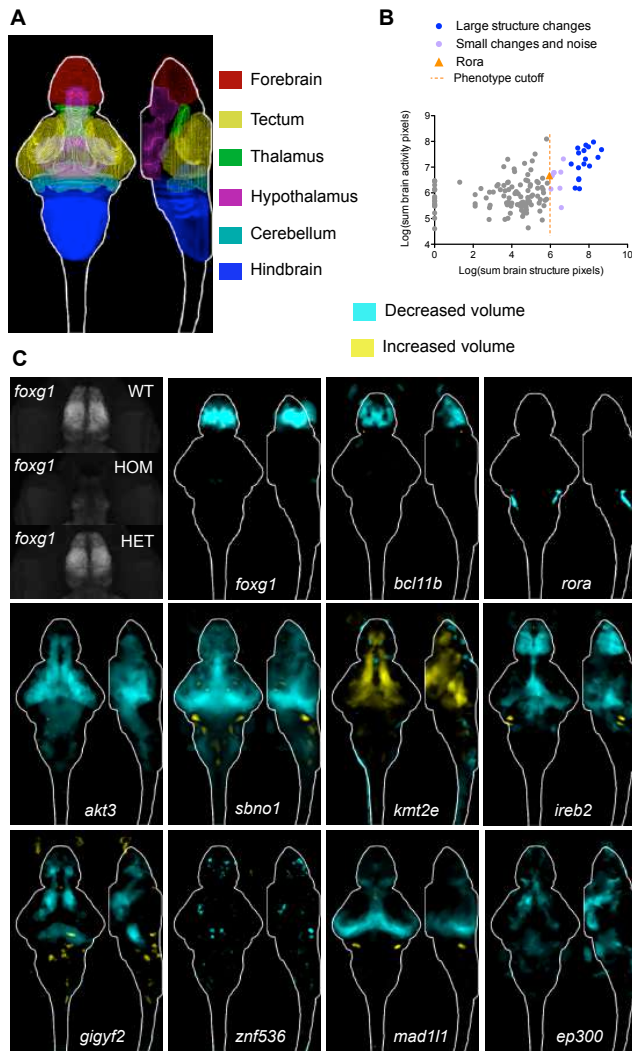 A
Forebrain
Tectum
Thalamus
Hypothalamus
Cerebellum
Hindbrain
B
Large structure changes
Small changes and noise
Rora
Phenotype cutoff
Log(sum brain activity pixels)
9
8
7
6
5
4
0 2 4 6 8 10
Log(sum brain structure pixels)
Decreased volume
Increased volume
C
foxg1 WT
foxg1 HOM
foxg1 HET
foxg1
bcl11b
rora
akt3
sbno1
kmt2e
ireb2
gigyf2
znf536
mad1l1
ep300